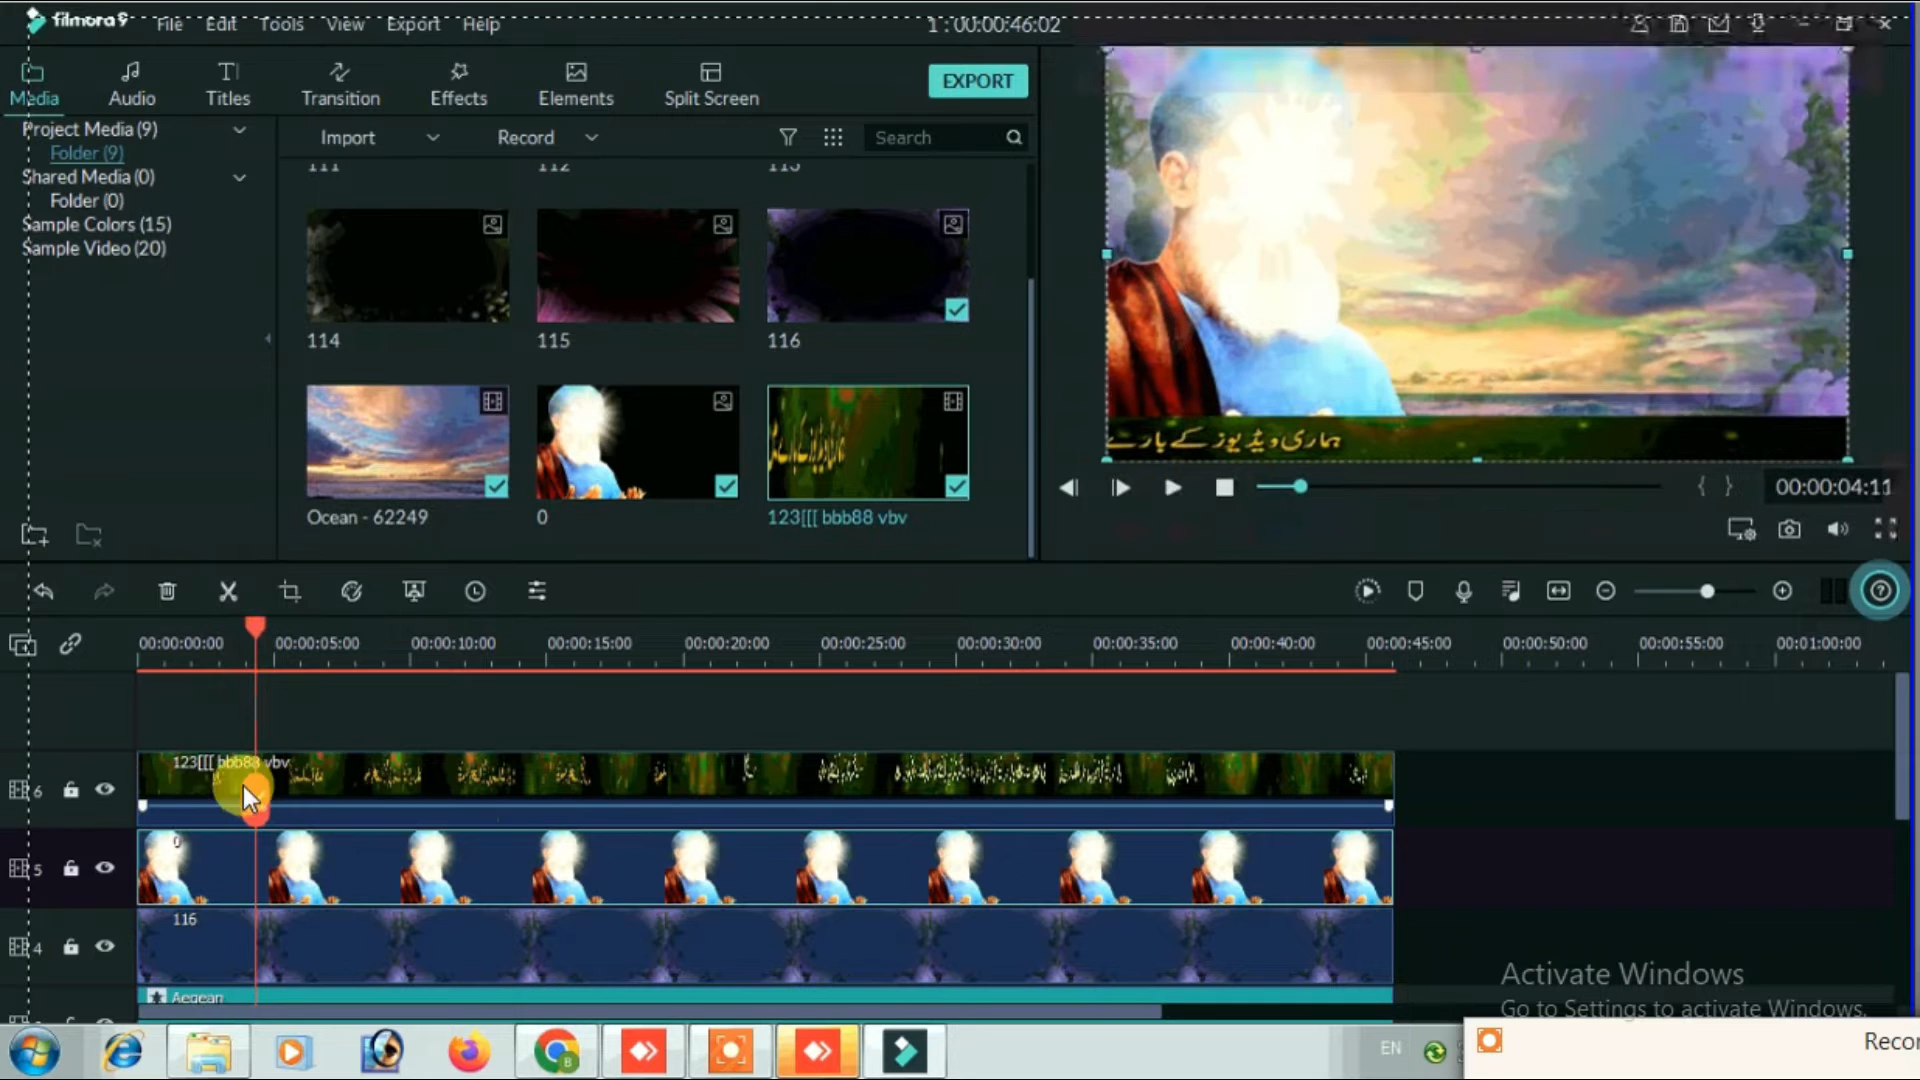 filmora9 File Edit Tools View Export Help 1 : 00:00:46:02
Media Audio Titles Transition Effects Elements Split Screen EXPORT
Project Media (9)
Folder (9)
Shared Media (0)
Folder (0)
Sample Colors (15)
Sample Video (20)
Import Record Search
111 112 113
114 115 116
Ocean - 62249 0 123[[[ bbb88 vbv
ہماری ویڈیوز کے بارے
00:00:04:11
00:00:00:00 00:00:05:00 00:00:10:00 00:00:15:00 00:00:20:00 00:00:25:00 00:00:30:00 00:00:35:00 00:00:40:00 00:00:45:00 00:00:50:00 00:00:55:00 00:01:00:00
123[[[ bbb88 vbv
6
0
5
116
4
Aegean
Activate Windows
Go to Settings to activate Windows.
EN
Recor